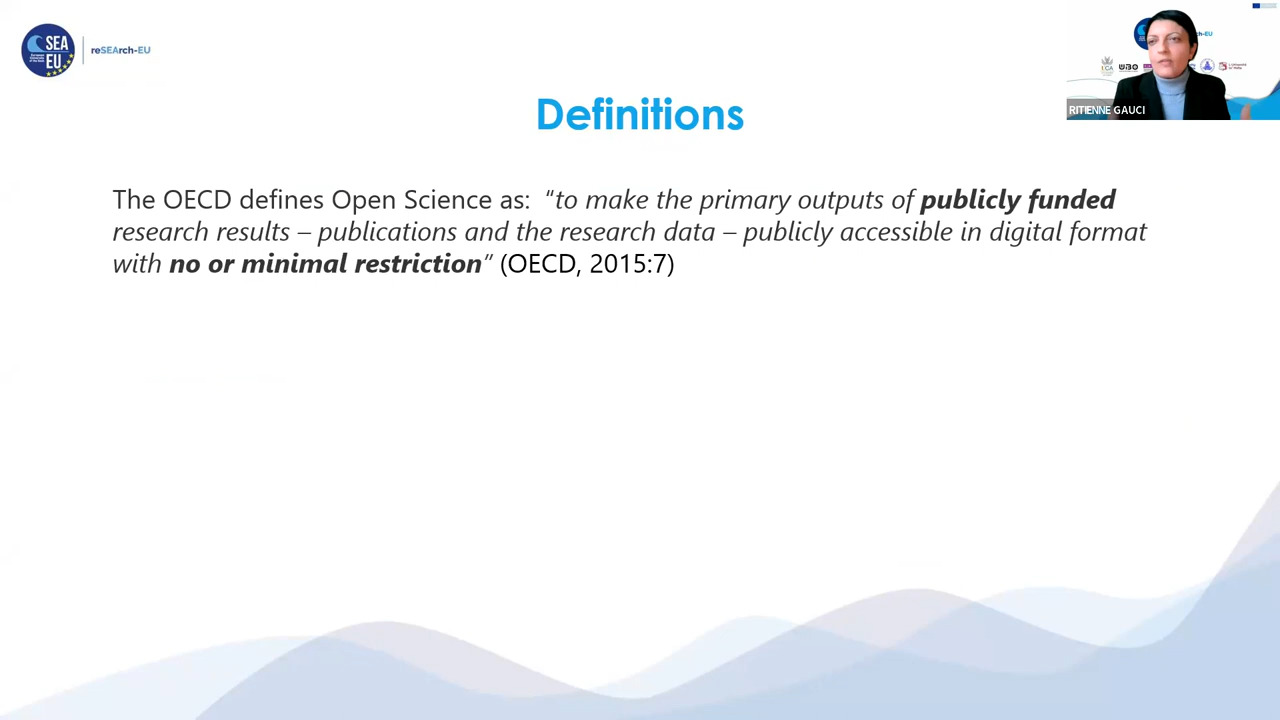 SEA
EU
reSEArch-EU
RITIENNE GAUCI
Definitions
The OECD defines Open Science as: “to make the primary outputs of publicly funded
research results – publications and the research data – publicly accessible in digital format
with no or minimal restriction” (OECD, 2015:7)